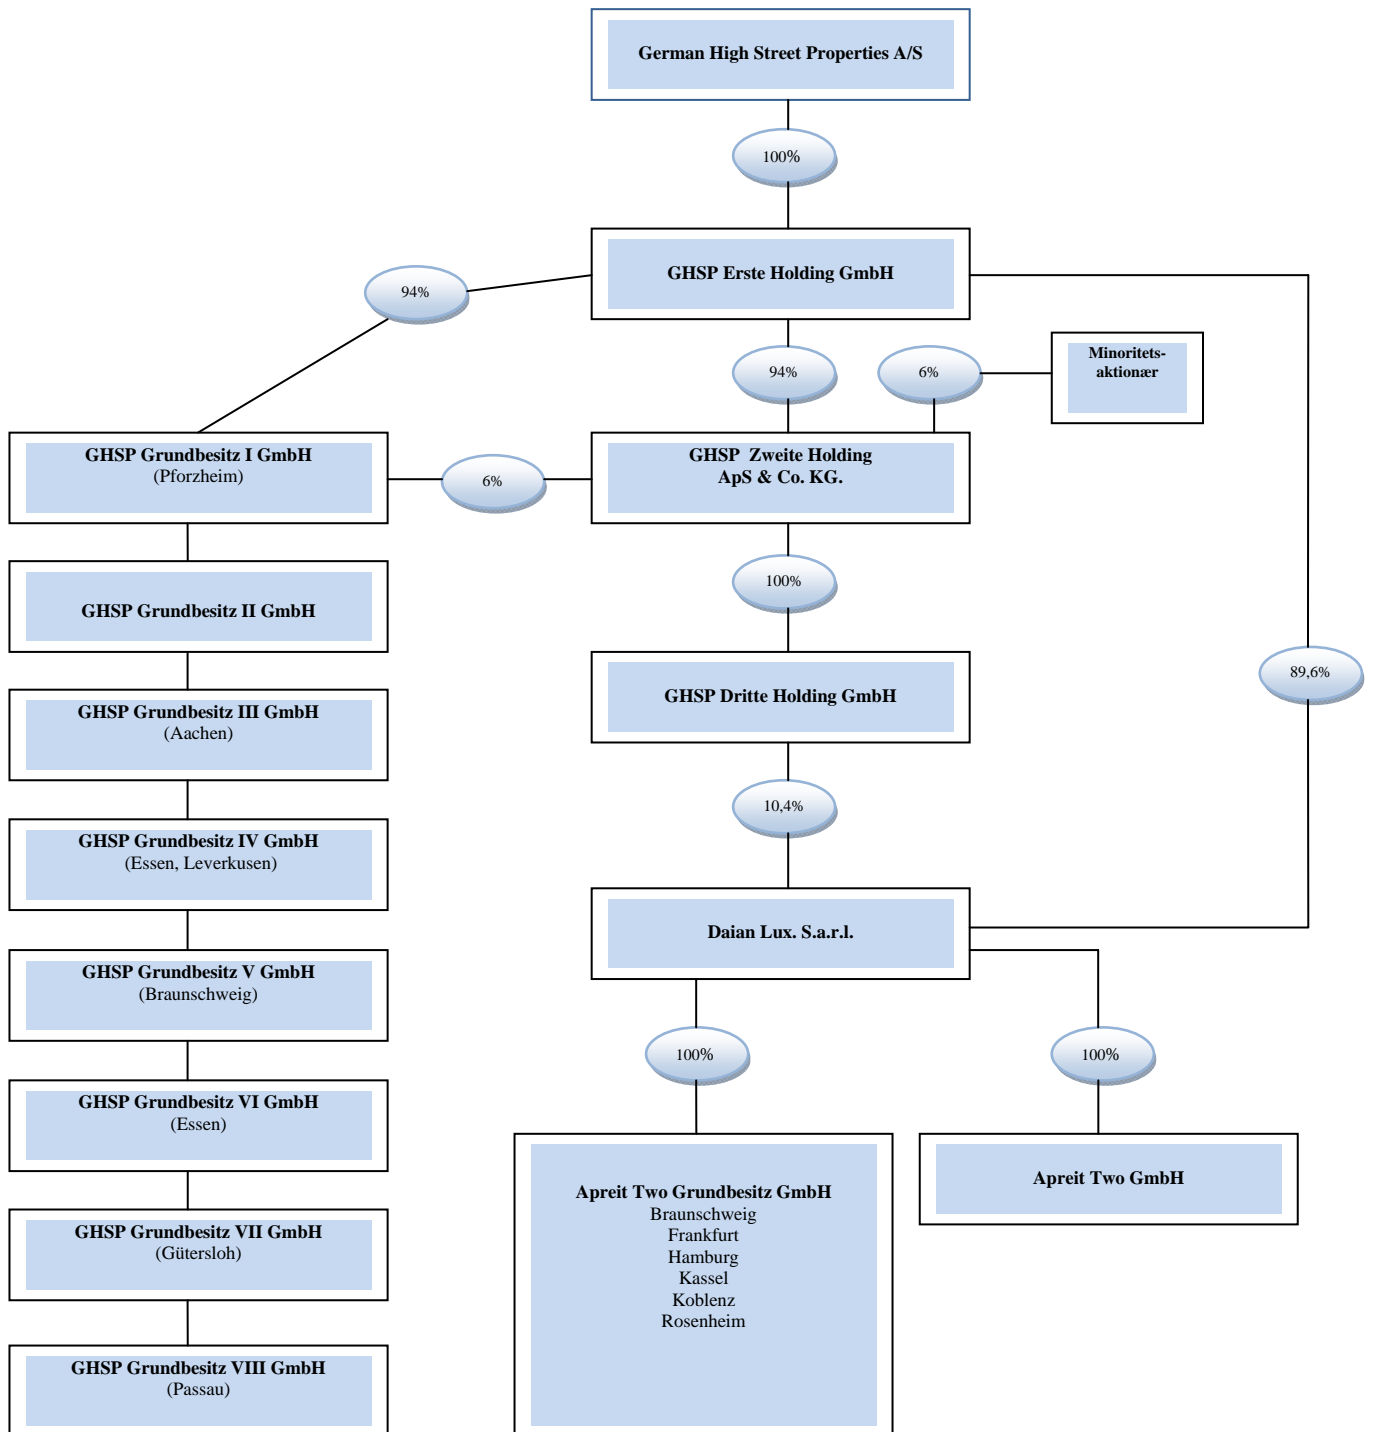 German High Street Properties A/S
100%
GHSP Erste Holding GmbH
94%
94%
6%
Minoritets-
aktionær
GHSP Grundbesitz I GmbH
(Pforzheim)
6%
GHSP Zweite Holding
ApS & Co. KG.
100%
GHSP Grundbesitz II GmbH
GHSP Dritte Holding GmbH
89,6%
GHSP Grundbesitz III GmbH
(Aachen)
10,4%
GHSP Grundbesitz IV GmbH
(Essen, Leverkusen)
Daian Lux. S.a.r.l.
GHSP Grundbesitz V GmbH
(Braunschweig)
100%
100%
GHSP Grundbesitz VI GmbH
(Essen)
Apreit Two Grundbesitz GmbH
Braunschweig
Frankfurt
Hamburg
Kassel
Koblenz
Rosenheim
Apreit Two GmbH
GHSP Grundbesitz VII GmbH
(Gütersloh)
GHSP Grundbesitz VIII GmbH
(Passau)